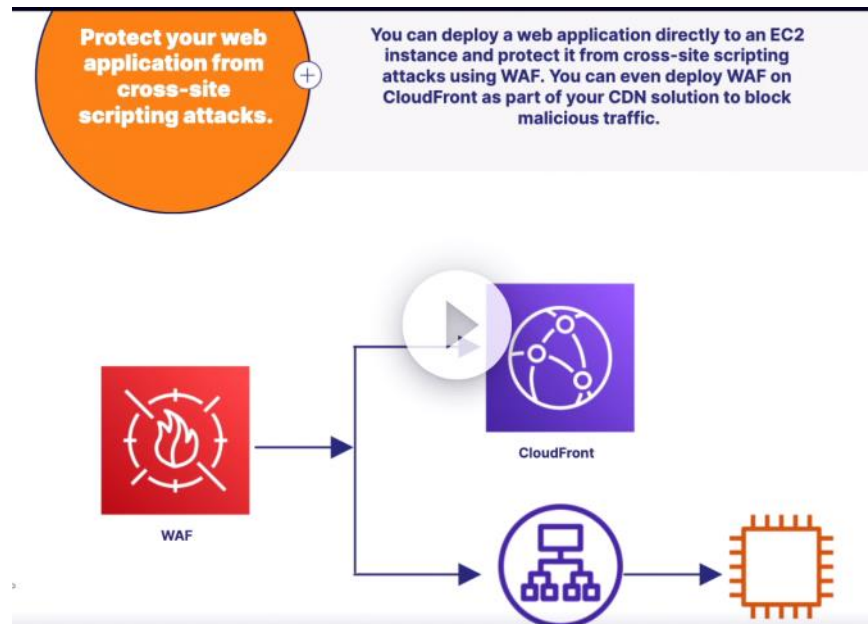 Protect your web
application from
cross-site
scripting attacks.
You can deploy a web application directly to an EC2
instance and protect it from cross-site scripting
attacks using WAF. You can even deploy WAF on
CloudFront as part of your CDN solution to block
malicious traffic.
CloudFront
WAF